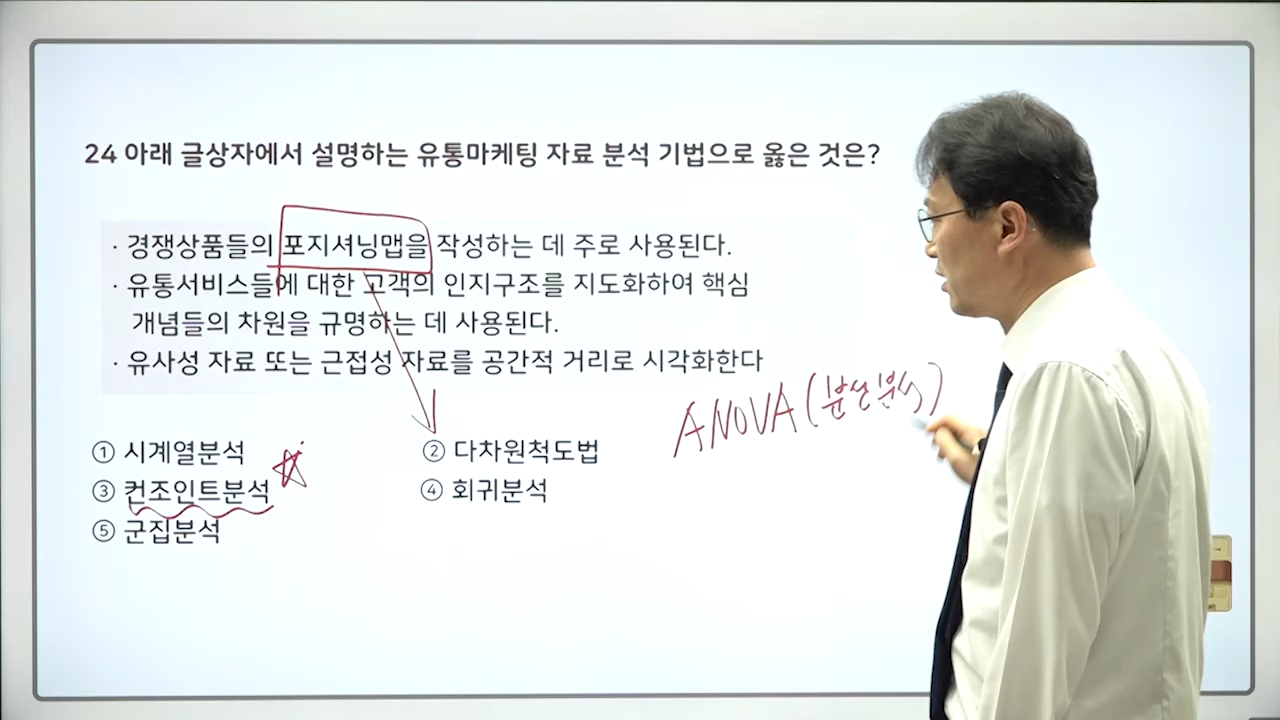 24 아래 글상자에서 설명하는 유통마케팅 자료 분석 기법으로 옳은 것은?
· 경쟁상품들의 포지셔닝맵을 작성하는 데 주로 사용된다.
· 유통서비스들에 대한 고객의 인지구조를 지도화하여 핵심
개념들의 차원을 규명하는 데 사용된다.
· 유사성 자료 또는 근접성 자료를 공간적 거리로 시각화한다
ANOVA (분산분석)
① 시계열분석 ② 다차원척도법
③ 컨조인트분석 ④ 회귀분석
⑤ 군집분석